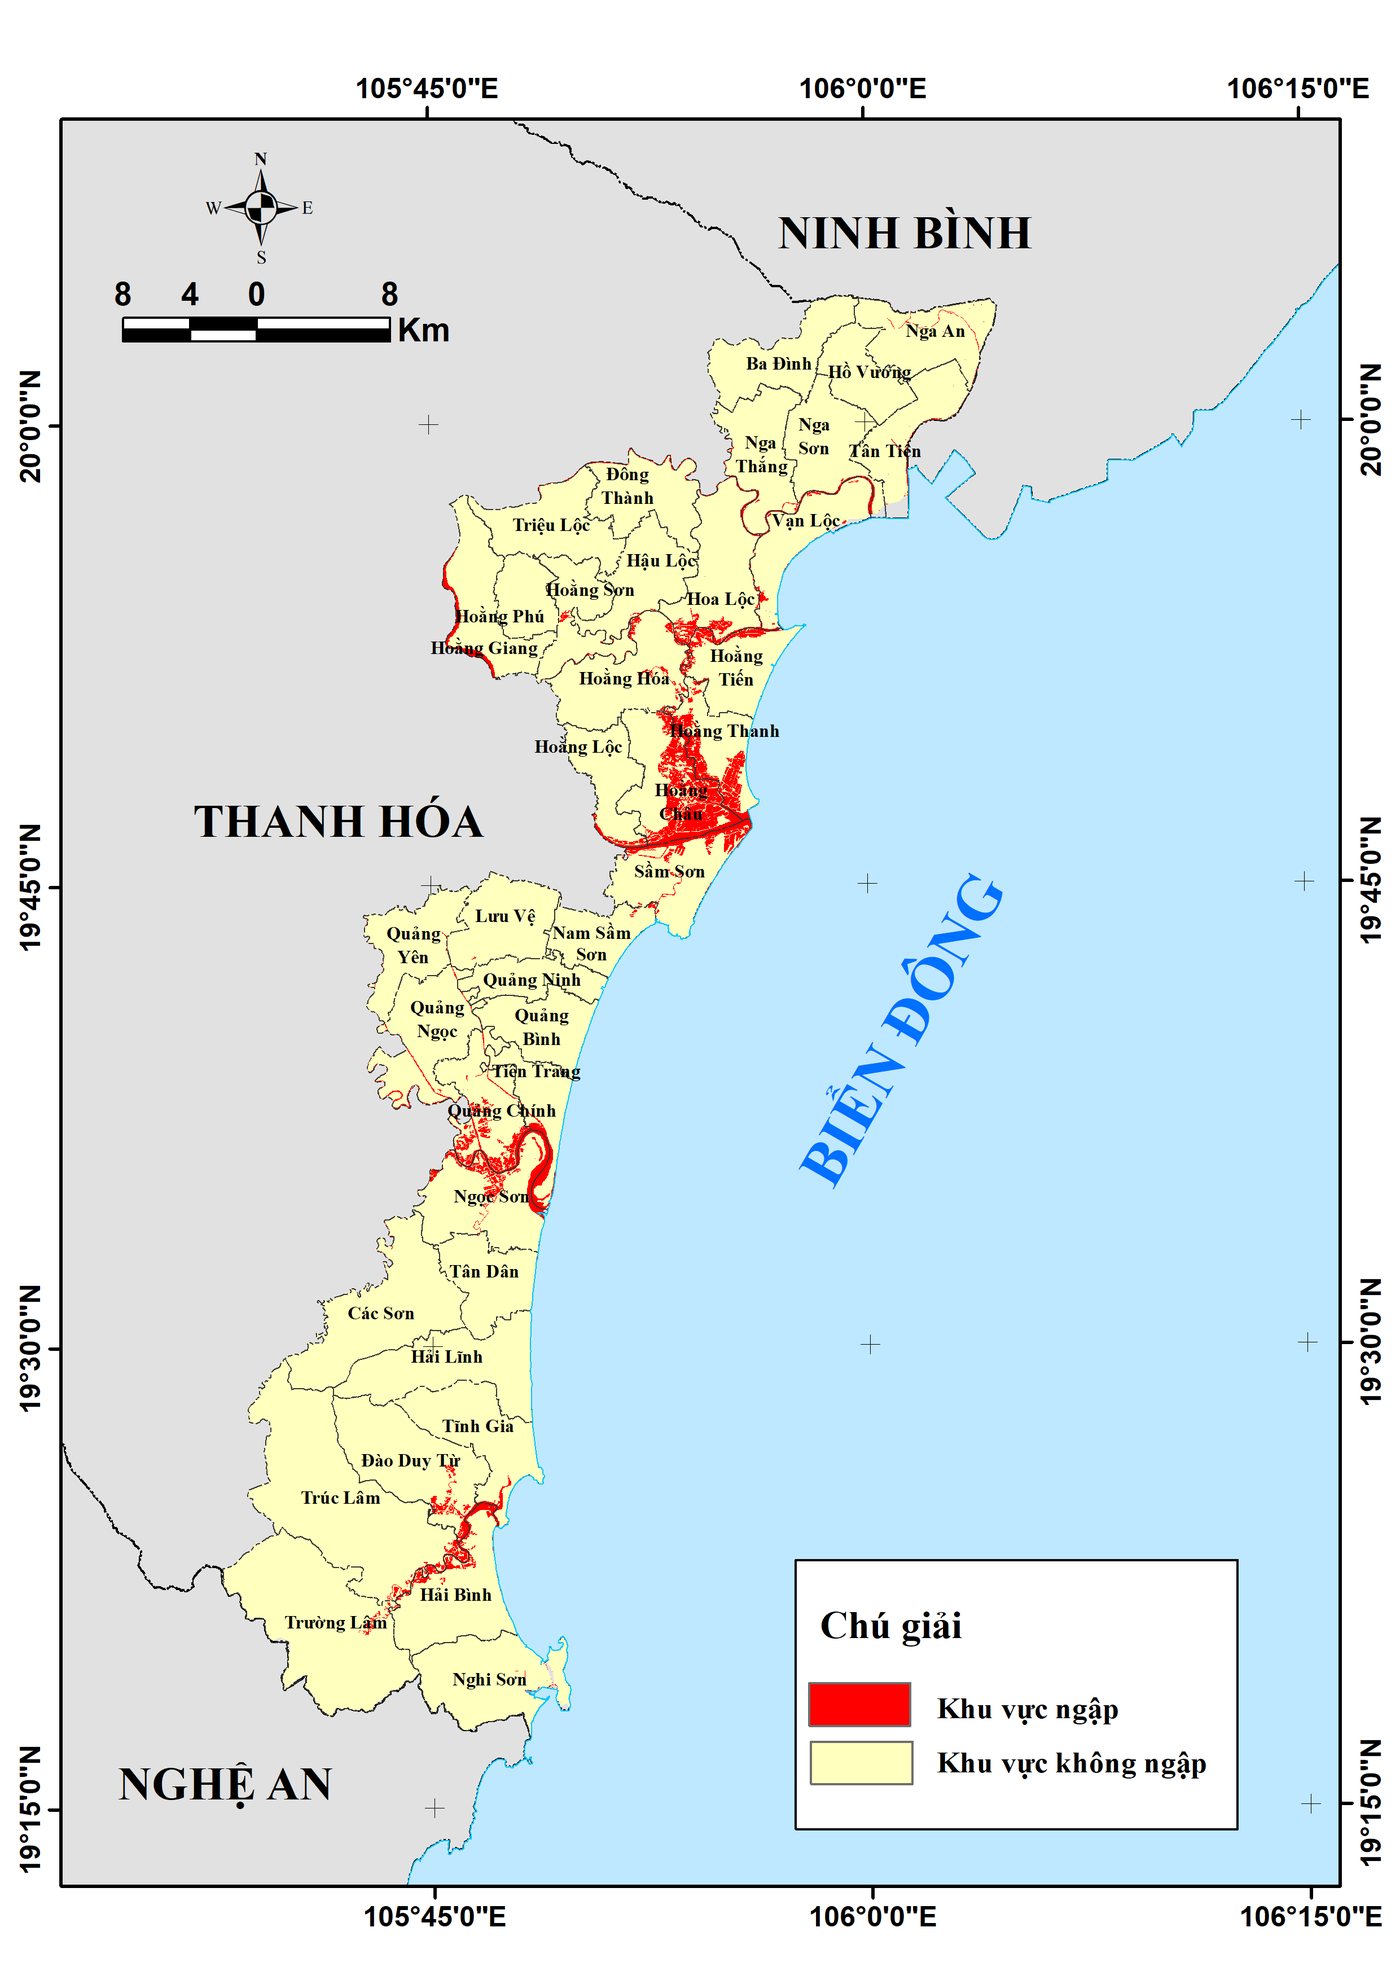 105°45'0"E 106°0'0"E 106°15'0"E
N
W E
S
8 4 0 8
Km
NINH BÌNH
Nga An
Ba Đình
Hồ Vương
20°0'0"N
20°0'0"N
Nga
Sơn
Nga
Thắng
Tân Tiến
Đông
Thành
Triệu Lộc
Vạn Lộc
Hậu Lộc
Hoằng Sơn
Hoa Lộc
Hoằng Phú
Hoằng Giang
Hoằng
Tiến
Hoằng Hóa
Hoằng Thanh
Hoằng Lộc
Hoằng
Châu
THANH HÓA
Sầm Sơn
19°45'0"N
19°45'0"N
Lưu Vệ
Quảng
Yên
Nam Sầm
Sơn
Quảng Ninh
Quảng
Ngọc
Quảng
Bình
Tiên Trang
Quảng Chính
BIỂN ĐÔNG
Ngọc Sơn
Tân Dân
Các Sơn
19°30'0"N
19°30'0"N
Hải Lĩnh
Tĩnh Gia
Đào Duy Từ
Trúc Lâm
Hải Bình
Trường Lâm
Nghi Sơn
Chú giải
Khu vực ngập
Khu vực không ngập
NGHỆ AN
19°15'0"N
19°15'0"N
105°45'0"E 106°0'0"E 106°15'0"E